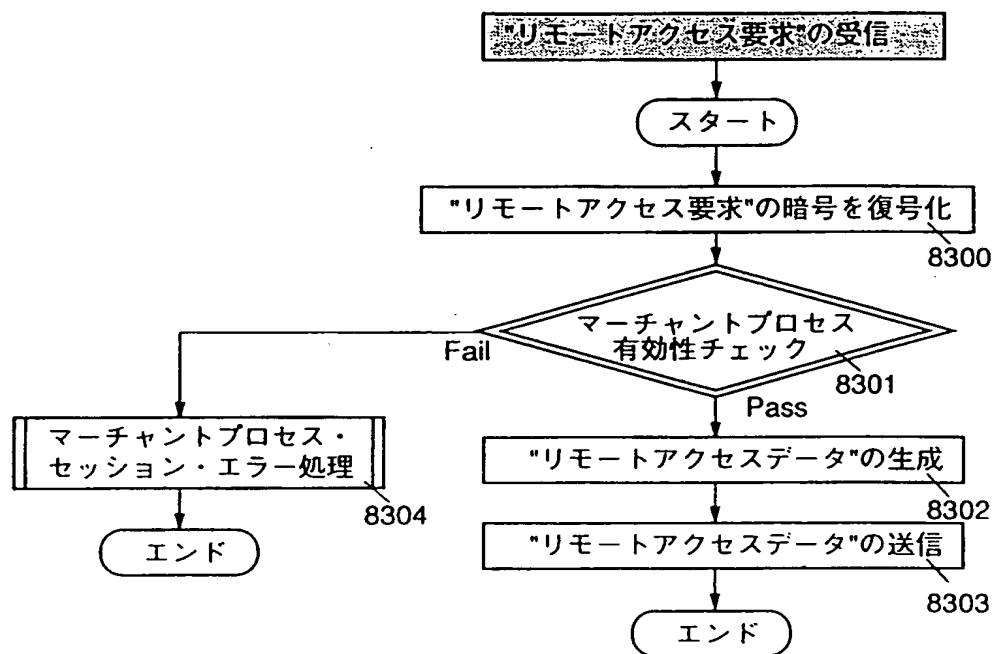 "リモートアクセス要求"の受信
スタート
"リモートアクセス要求"の暗号を復号化
8300
マーチャントプロセス
有効性チェック
8301
Fail
Pass
マーチャントプロセス・
セッション・エラー処理
8304
エンド
"リモートアクセスデータ"の生成
8302
"リモートアクセスデータ"の送信
8303
エンド